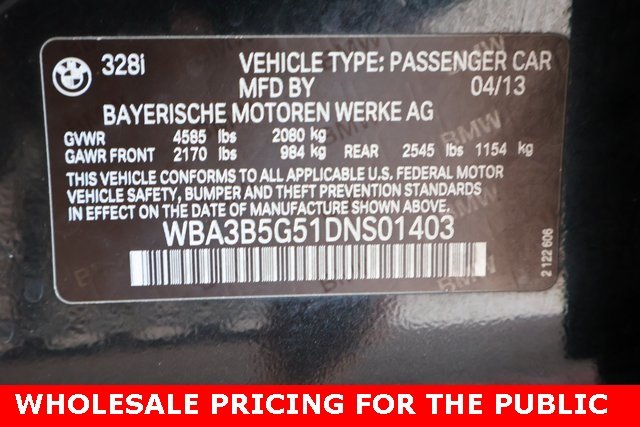 328i VEHICLE TYPE: PASSENGER CAR
MFD BY 04/13
BAYERISCHE MOTOREN WERKE AG
GVWR 4585 lbs 2080 kg
GAWR FRONT 2170 lbs 984 kg REAR 2545 lbs 1154 kg
THIS VEHICLE CONFORMS TO ALL APPLICABLE U.S. FEDERAL MOTOR
VEHICLE SAFETY, BUMPER AND THEFT PREVENTION STANDARDS
IN EFFECT ON THE DATE OF MANUFACTURE SHOWN ABOVE
WBA3B5G51DNS01403
2 122 606
WHOLESALE PRICING FOR THE PUBLIC